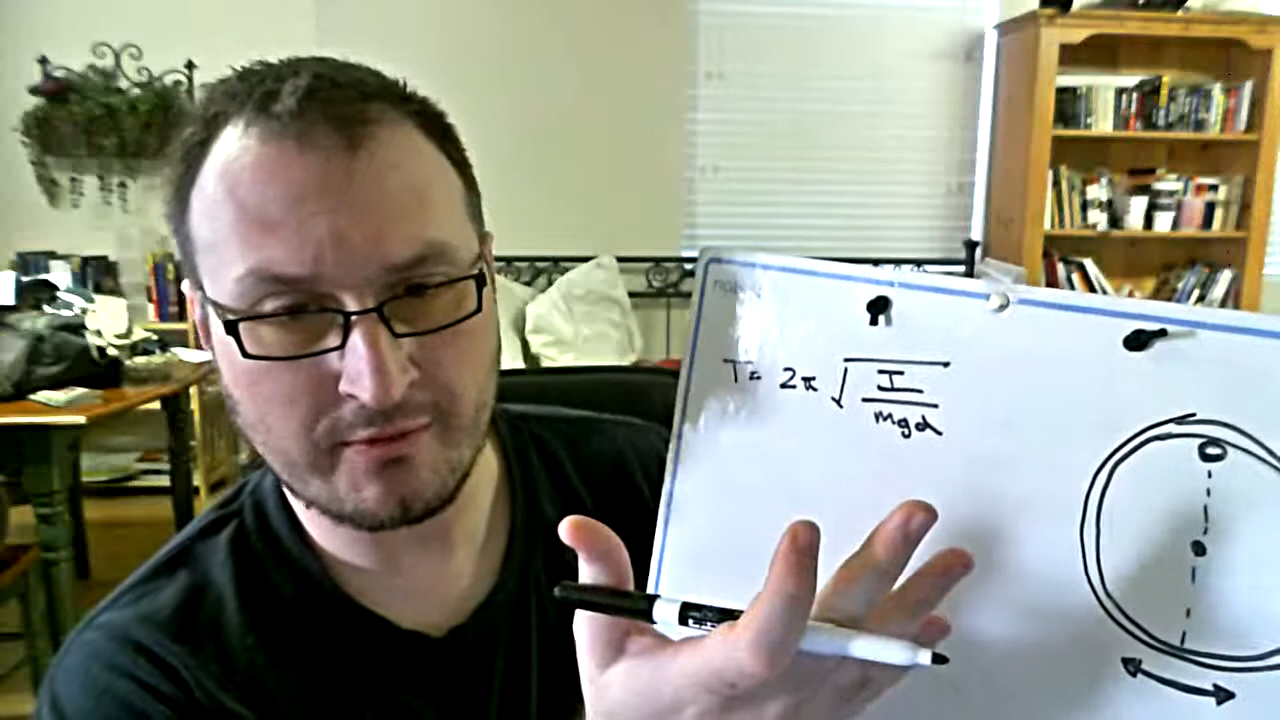 T = 2π √(I/mgd)